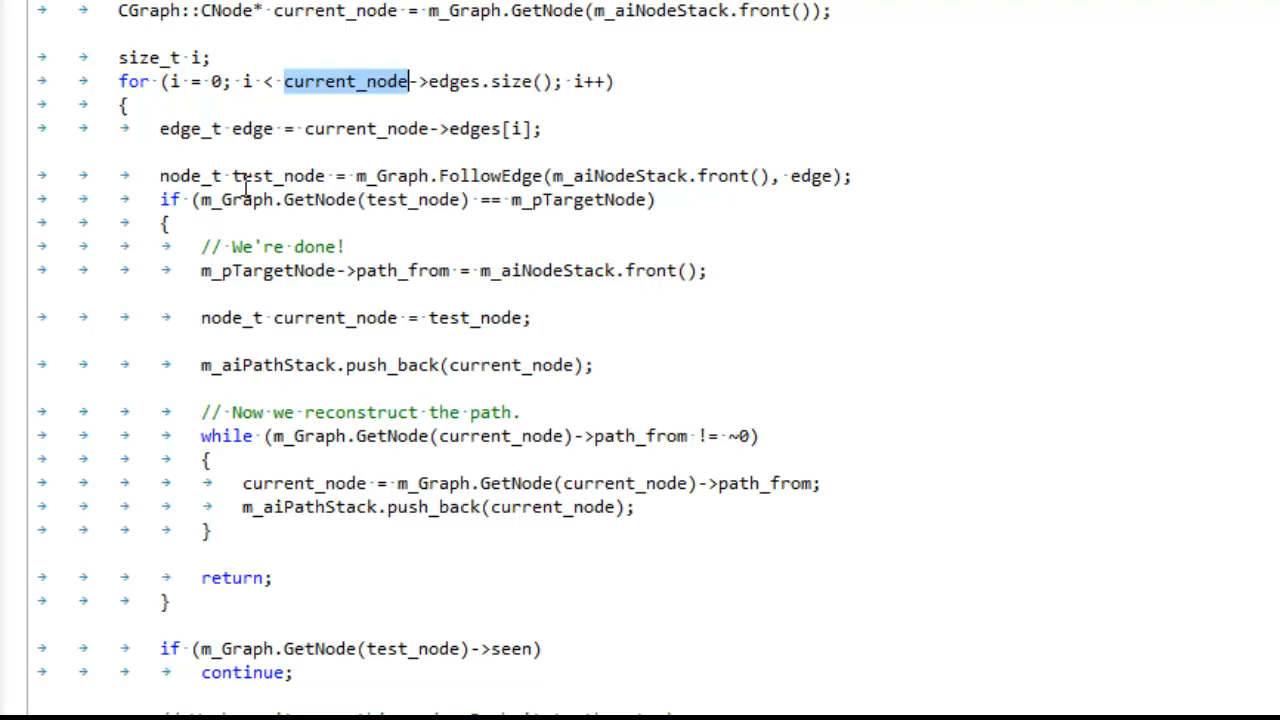 CGraph::CNode* current_node = m_Graph.GetNode(m_aiNodeStack.front());
size_t i;
for (i = 0; i < current_node->edges.size(); i++)
{
edge_t edge = current_node->edges[i];
node_t test_node = m_Graph.FollowEdge(m_aiNodeStack.front(), edge);
if (m_Graph.GetNode(test_node) == m_pTargetNode)
{
// We're done!
m_pTargetNode->path_from = m_aiNodeStack.front();
node_t current_node = test_node;
m_aiPathStack.push_back(current_node);
// Now we reconstruct the path.
while (m_Graph.GetNode(current_node)->path_from != ~0)
{
current_node = m_Graph.GetNode(current_node)->path_from;
m_aiPathStack.push_back(current_node);
}
return;
}
if (m_Graph.GetNode(test_node)->seen)
continue;